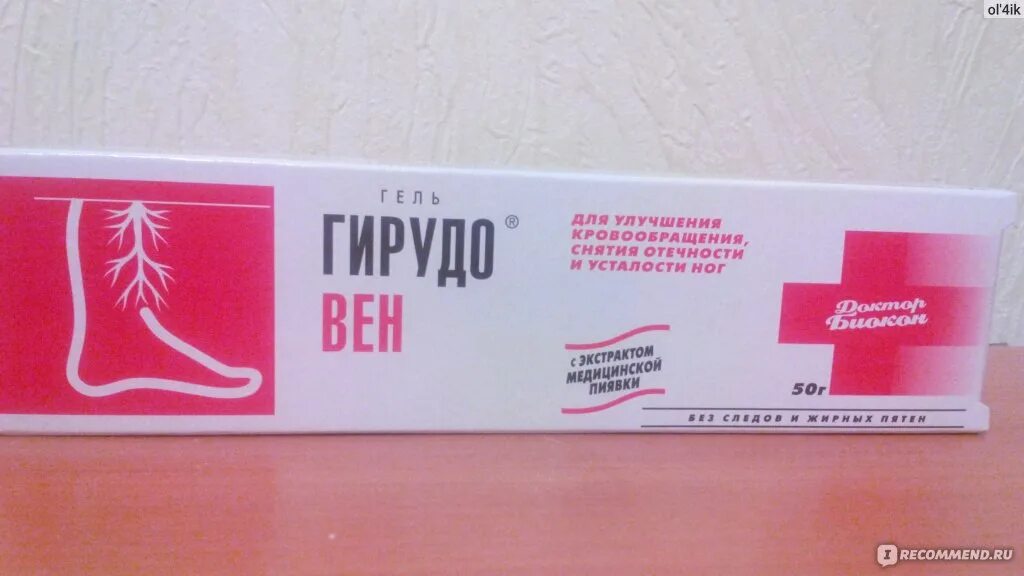 ol'4ik
ГЕЛЬ
ГИРУДО®
ВЕН
ДЛЯ УЛУЧШЕНИЯ
КРОВООБРАЩЕНИЯ,
СНЯТИЯ ОТЕЧНОСТИ
И УСТАЛОСТИ НОГ
С ЭКСТРАКТОМ
МЕДИЦИНСКОЙ
ПИЯВКИ
Доктор
Биокон
50г
БЕЗ СЛЕДОВ И ЖИРНЫХ ПЯТЕН
IRECOMMEND.RU